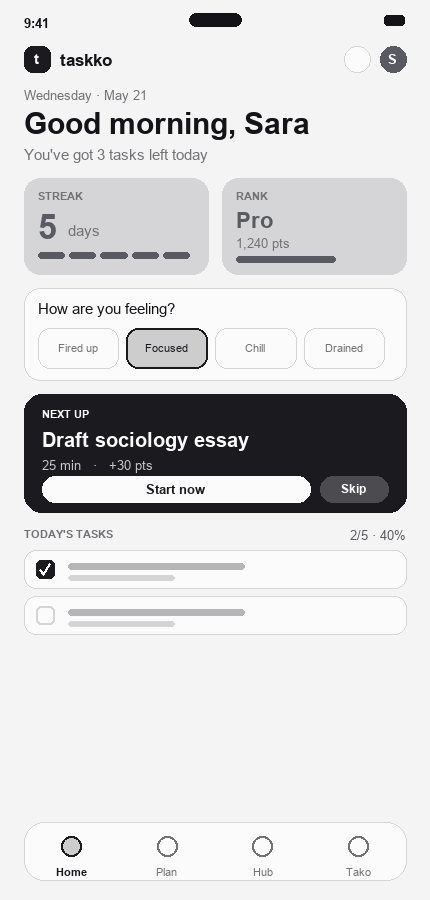 9:41
t taskko S
Wednesday · May 21
Good morning, Sara
You've got 3 tasks left today
STREAK
5 days
RANK
Pro
1,240 pts
How are you feeling?
Fired up Focused Chill Drained
NEXT UP
Draft sociology essay
25 min · +30 pts
Start now Skip
TODAY'S TASKS 2/5 · 40%
Home Plan Hub Tako